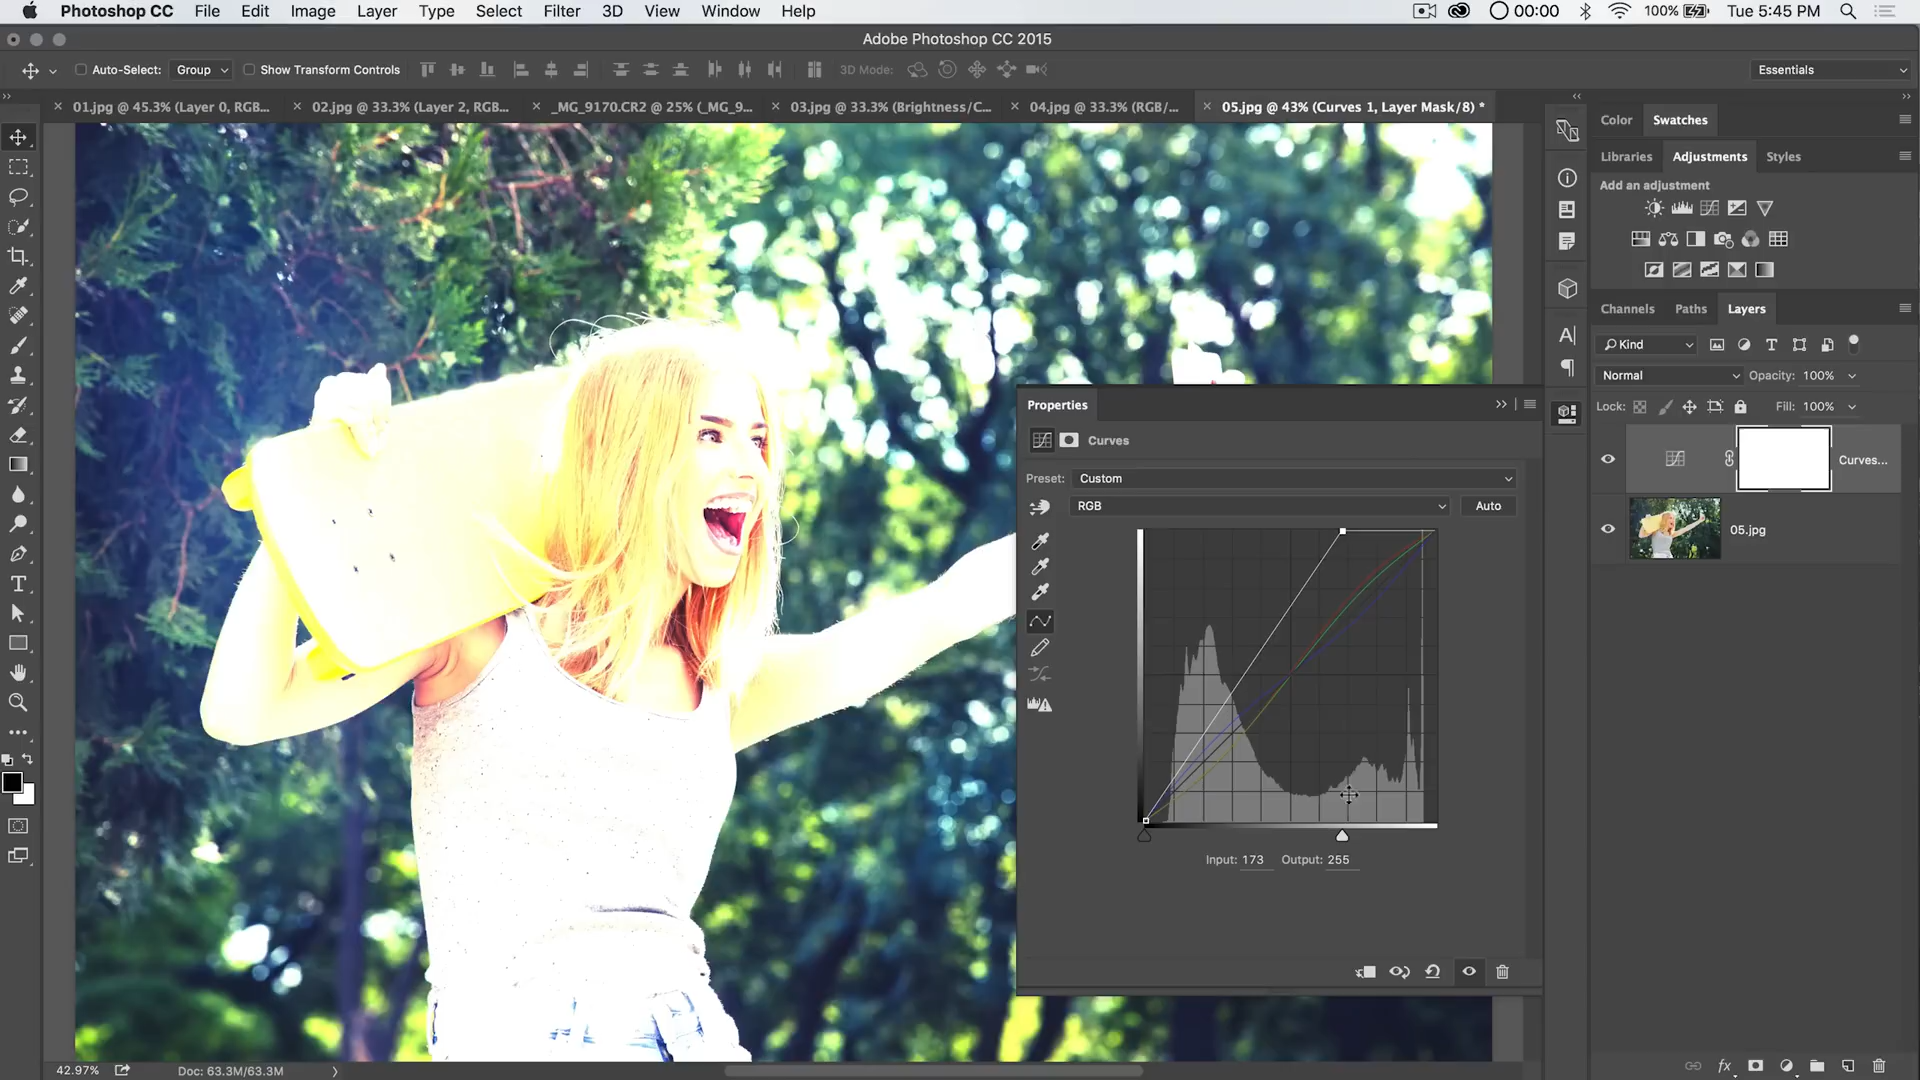 Photoshop CC File Edit Image Layer Type Select Filter 3D View Window Help 00:00 100% Tue 5:45 PM
Adobe Photoshop CC 2015
Auto-Select: Group Show Transform Controls 3D Mode: Essentials
01.jpg @ 45.3% (Layer 0, RGB... 02.jpg @ 33.3% (Layer 2, RGB... _MG_9170.CR2 @ 25% (_MG_9... 03.jpg @ 33.3% (Brightness/C... 04.jpg @ 33.3% (RGB/... 05.jpg @ 43% (Curves 1, Layer Mask/8) *
Color Swatches
Libraries Adjustments Styles
Add an adjustment
Channels Paths Layers
Kind
Normal Opacity: 100%
Lock: Fill: 100%
Curves...
05.jpg
Properties
Curves
Preset: Custom
RGB Auto
Input: 173 Output: 255
42.97% Doc: 63.3M/63.3M